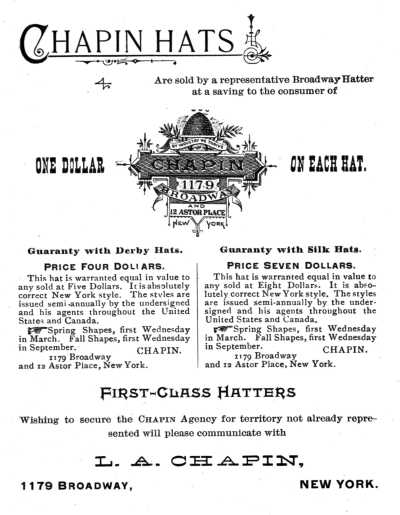 CHAPIN HATS
Are sold by a representative Broadway Hatter
at a saving to the consumer of
ONE DOLLAR
CHAPIN
1179
BROADWAY
AND
12 ASTOR PLACE
NEW YORK
ON EACH HAT.
Guaranty with Derby Hats.
PRICE FOUR DOLLARS.
This hat is warranted equal in value to
any sold at Five Dollars. It is absolutely
correct New York style. The styles are
issued semi-annually by the undersigned
and his agents throughout the United
States and Canada.
Spring Shapes, first Wednesday
in March. Fall Shapes, first Wednesday
in September. CHAPIN.
1179 Broadway
and 12 Astor Place, New York.
Guaranty with Silk Hats.
PRICE SEVEN DOLLARS.
This hat is warranted equal in value to
any sold at Eight Dollars. It is abso-
lutely correct New York style. The styles
are issued semi-annually by the under-
signed and his agents throughout the
United States and Canada.
Spring Shapes, first Wednesday
in March. Fall Shapes, first Wednesday
in September. CHAPIN.
1179 Broadway
and 12 Astor Place, New York.
FIRST-CLASS HATTERS
Wishing to secure the CHAPIN Agency for territory not already repre-
sented will please communicate with
L. A. CHAPIN,
1179 BROADWAY, NEW YORK.